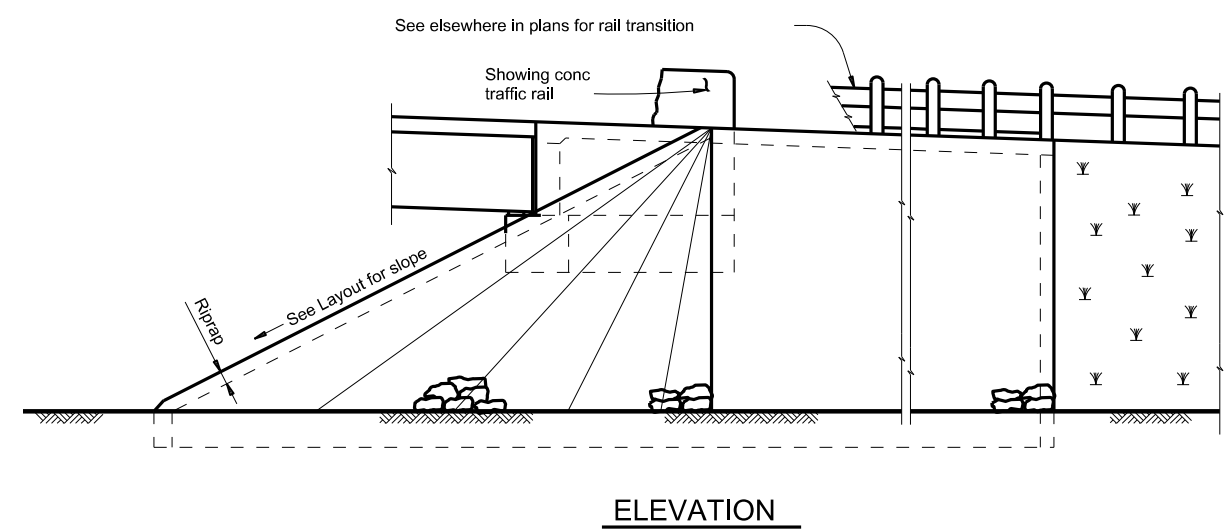 See elsewhere in plans for rail transition
Showing conc
traffic rail
See Layout for slope
Riprap
ELEVATION